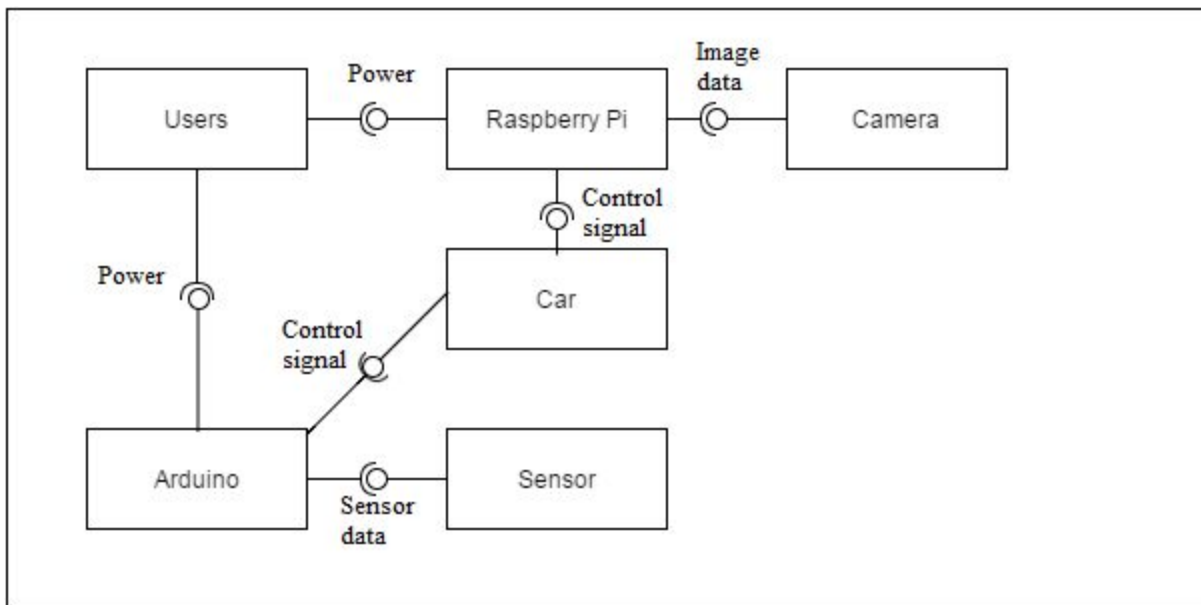 Users
Power
Raspberry Pi
Image
data
Camera
Control
signal
Power
Car
Control
signal
Arduino
Sensor
data
Sensor